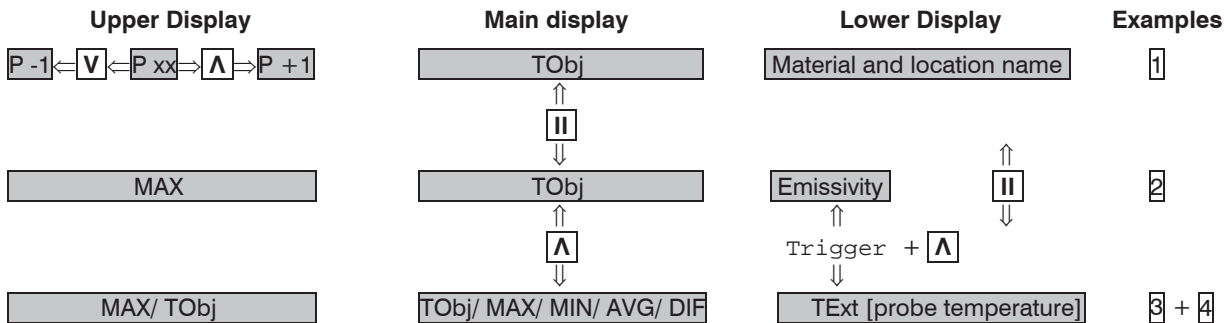 Upper Display Main display Lower Display Examples
P -1 ⇐ V ⇐ P xx ⇒ Λ ⇒ P +1 TObj Material and location name 1
⇑
II
⇓ ⇑
MAX TObj Emissivity II 2
⇑ ⇑ ⇓
Λ Trigger + Λ
⇓ ⇓
MAX/ TObj TObj/ MAX/ MIN/ AVG/ DIF TExt [probe temperature] 3 + 4